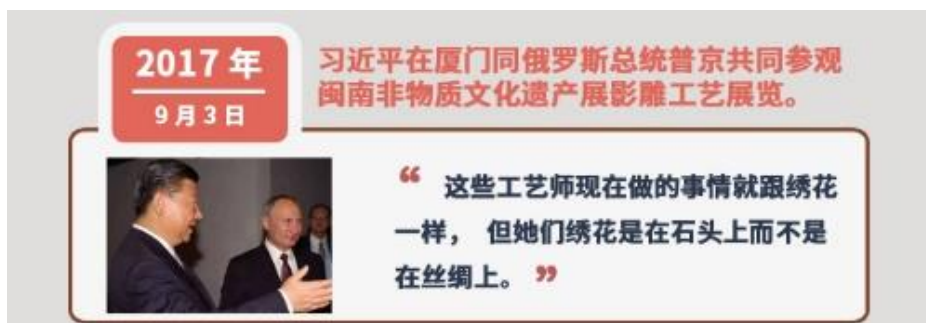 2017 年
9 月 3 日
习近平在厦门同俄罗斯总统普京共同参观
闽南非物质文化遗产展影雕工艺展览。
“ 这些工艺师现在做的事情就跟绣花
一样， 但她们绣花是在石头上而不是
在丝绸上。 ”